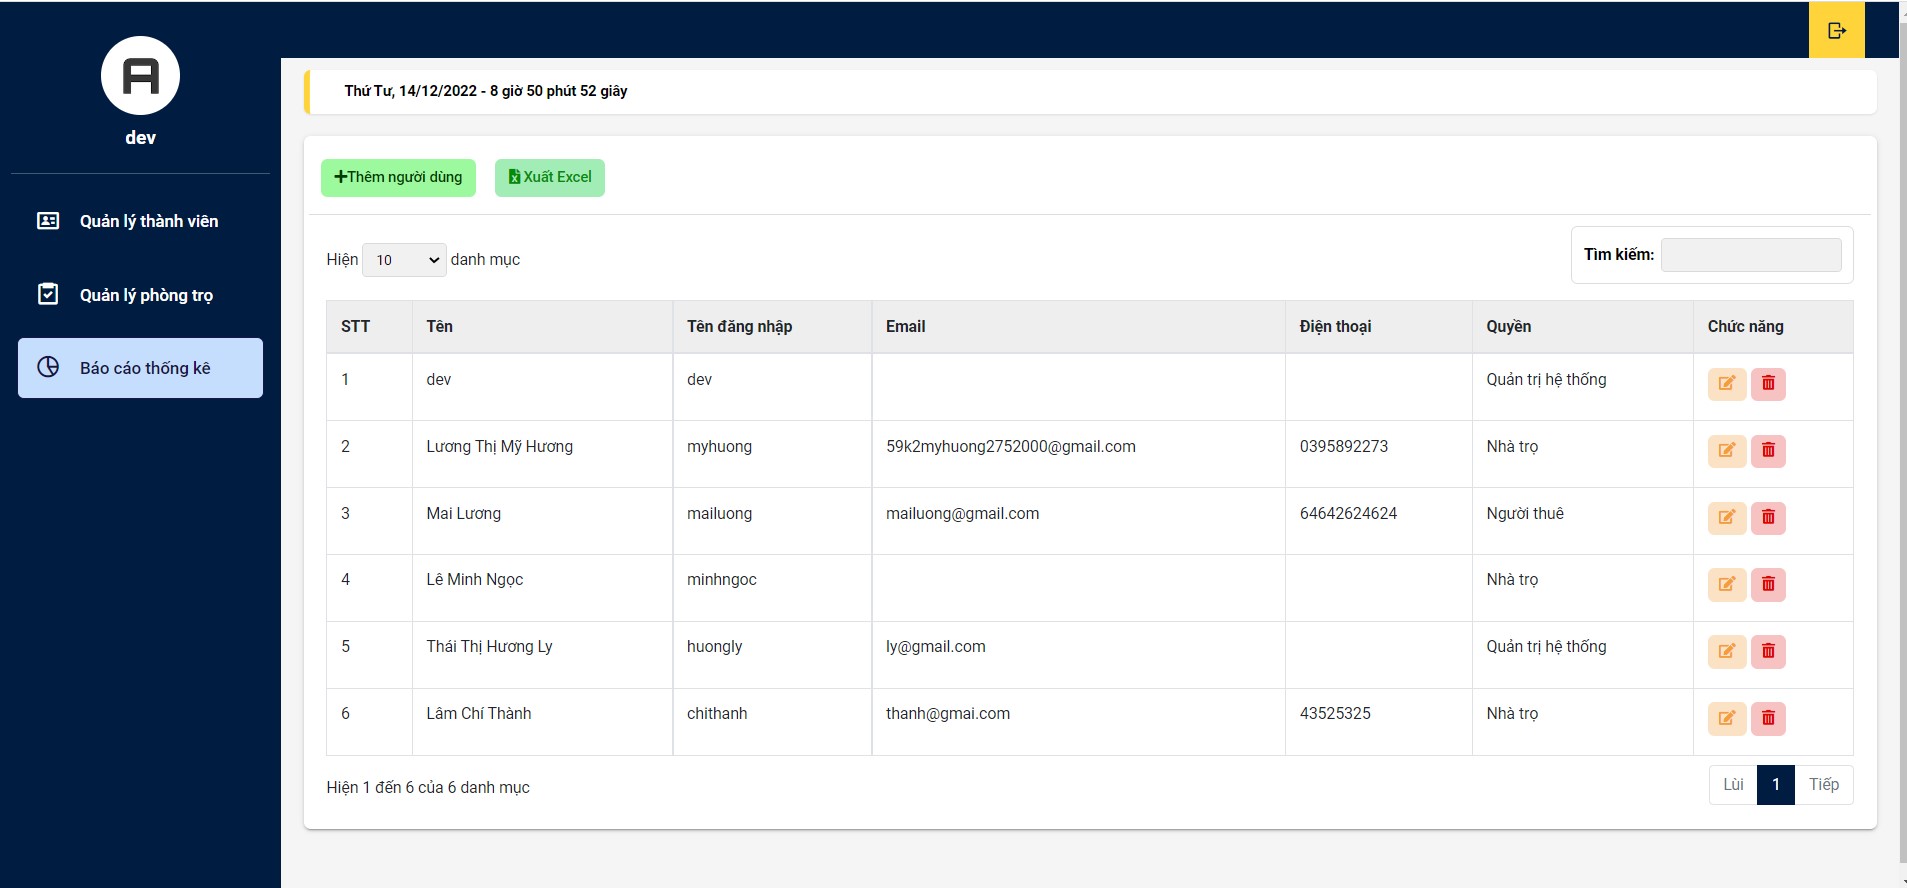 A
dev
Quản lý thành viên
Quản lý phòng trọ
Báo cáo thống kê
Thứ Tư, 14/12/2022 - 8 giờ 50 phút 52 giây
Thêm người dùng Xuất Excel
Hiện 10 danh mục Tìm kiếm:
STT Tên Tên đăng nhập Email Điện thoại Quyền Chức năng
1 dev dev Quản trị hệ thống
2 Lương Thị Mỹ Hương myhuong 59k2myhuong2752000@gmail.com 0395892273 Nhà trọ
3 Mai Lương mailuong mailuong@gmail.com 64642624624 Người thuê
4 Lê Minh Ngọc minhngoc Nhà trọ
5 Thái Thị Hương Ly huongly ly@gmail.com Quản trị hệ thống
6 Lâm Chí Thành chithanh thanh@gmai.com 43525325 Nhà trọ
Hiện 1 đến 6 của 6 danh mục Lùi 1 Tiếp